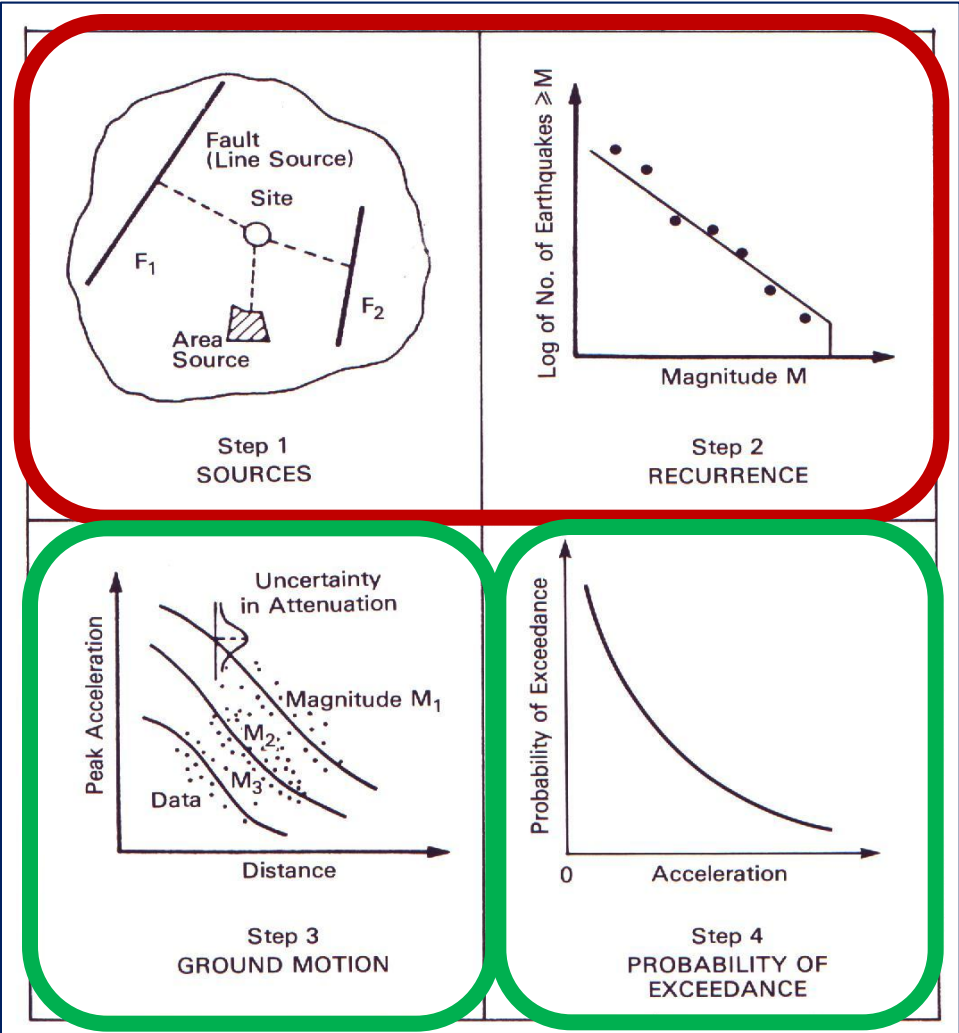 Fault
(Line Source)
Site
F1
F2
Area
Source
Step 1
SOURCES
Log of No. of Earthquakes ⩾M
Magnitude M
Step 2
RECURRENCE
Uncertainty
in Attenuation
Peak Acceleration
Magnitude M1
M2
M3
Data
Distance
Step 3
GROUND MOTION
Probability of Exceedance
0
Acceleration
Step 4
PROBABILITY OF
EXCEEDANCE